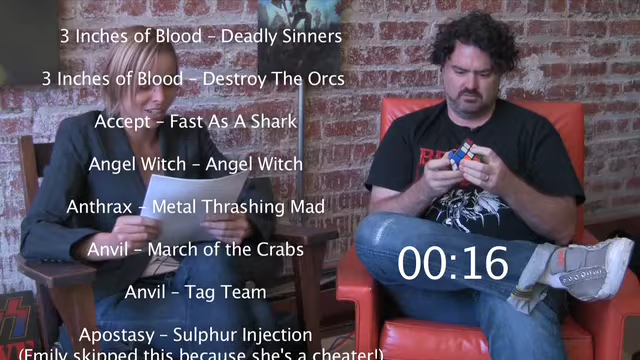 3 Inches of Blood – Deadly Sinners
3 Inches of Blood – Destroy The Orcs
Accept – Fast As A Shark
Angel Witch – Angel Witch
Anthrax – Metal Thrashing Mad
Anvil – March of the Crabs
00:16
Anvil – Tag Team
Apostasy – Sulphur Injection
(Emily skipped this because she's a cheater!)